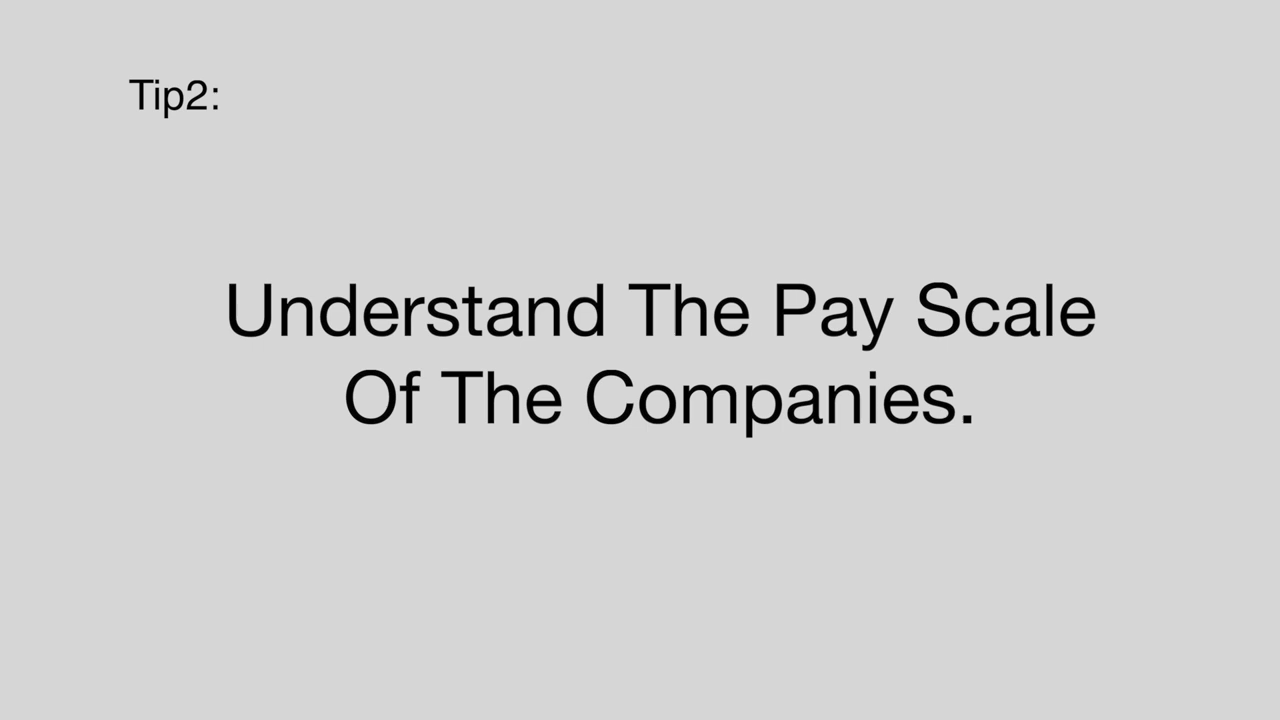 Tip2:
Understand The Pay Scale
Of The Companies.